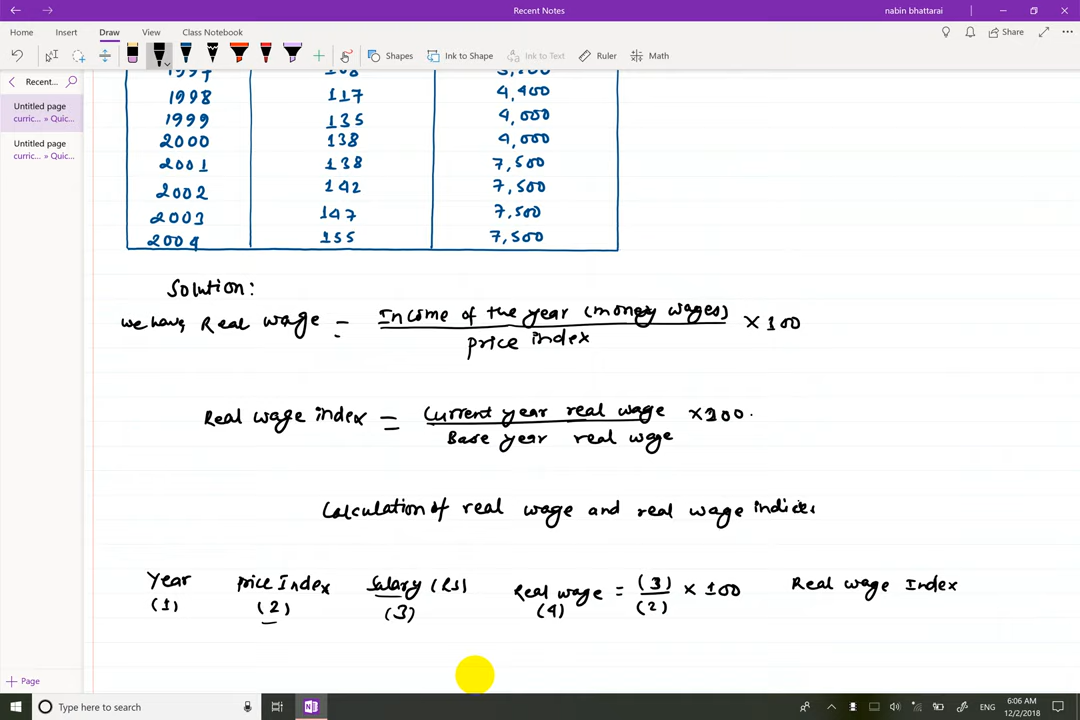 Recent Notes
nabin bhattarai
Home Insert Draw View Class Notebook
Share
Shapes Ink to Shape Ink to Text Ruler Math
Recent...
Untitled page
curric... » Quic...
Untitled page
curric... » Quic...
1997
1998 117 4,400
1999 135 4,000
2000 138 4,000
2001 138 7,500
2002 142 7,500
2003 147 7,500
2004 155 7,500
Solution:
we have, Real wage = Income of the year (money wages) × 100
price index
Real wage index = Current year real wage × 100.
Base year real wage
Calculation of real wage and real wage indices
Year price Index Salary (Rs) Real wage = (3) × 100 Real wage Index
(1) (2) (3) (4) (2)
+ Page
Type here to search
ENG
6:06 AM
12/2/2018